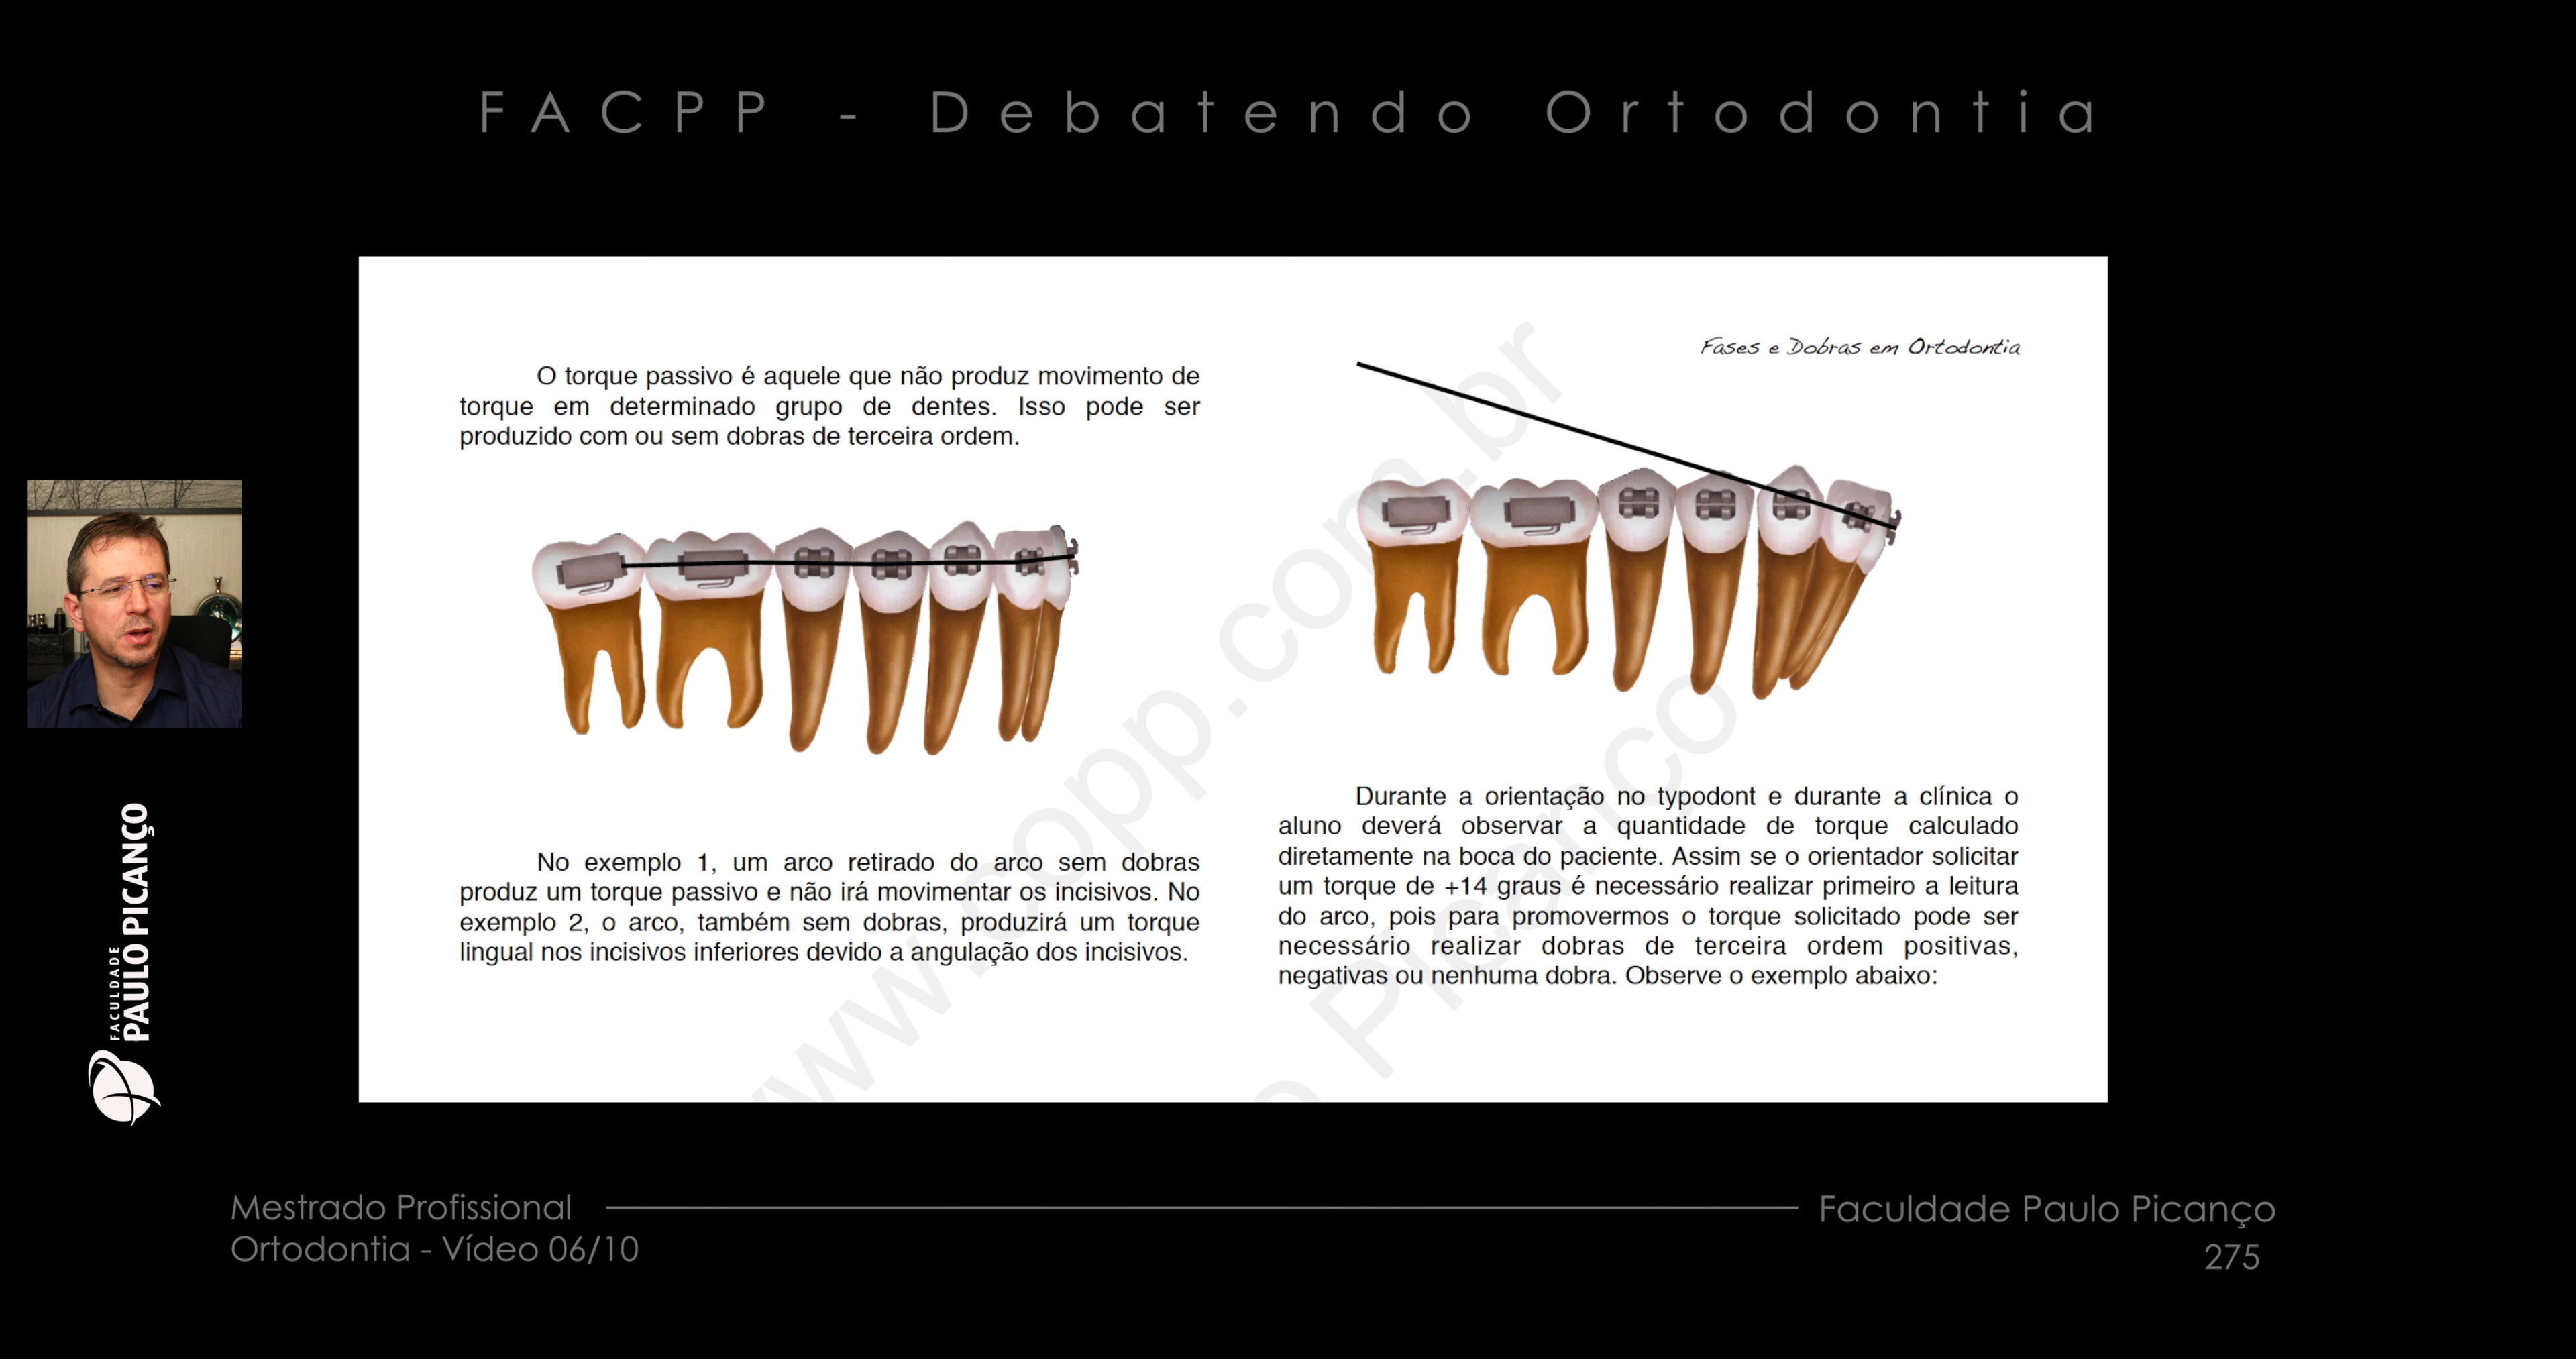 FACPP - Debatendo Ortodontia
Fases e Dobras em Ortodontia
O torque passivo é aquele que não produz movimento de
torque em determinado grupo de dentes. Isso pode ser
produzido com ou sem dobras de terceira ordem.
No exemplo 1, um arco retirado do arco sem dobras
produz um torque passivo e não irá movimentar os incisivos. No
exemplo 2, o arco, também sem dobras, produzirá um torque
lingual nos incisivos inferiores devido a angulação dos incisivos.
Durante a orientação no typodont e durante a clínica o
aluno deverá observar a quantidade de torque calculado
diretamente na boca do paciente. Assim se o orientador solicitar
um torque de +14 graus é necessário realizar primeiro a leitura
do arco, pois para promovermos o torque solicitado pode ser
necessário realizar dobras de terceira ordem positivas,
negativas ou nenhuma dobra. Observe o exemplo abaixo:
www.copp.com.br
Picanço
FACULDADE
PAULO PICANÇO
Mestrado Profissional
Ortodontia - Vídeo 06/10
Faculdade Paulo Picanço
275